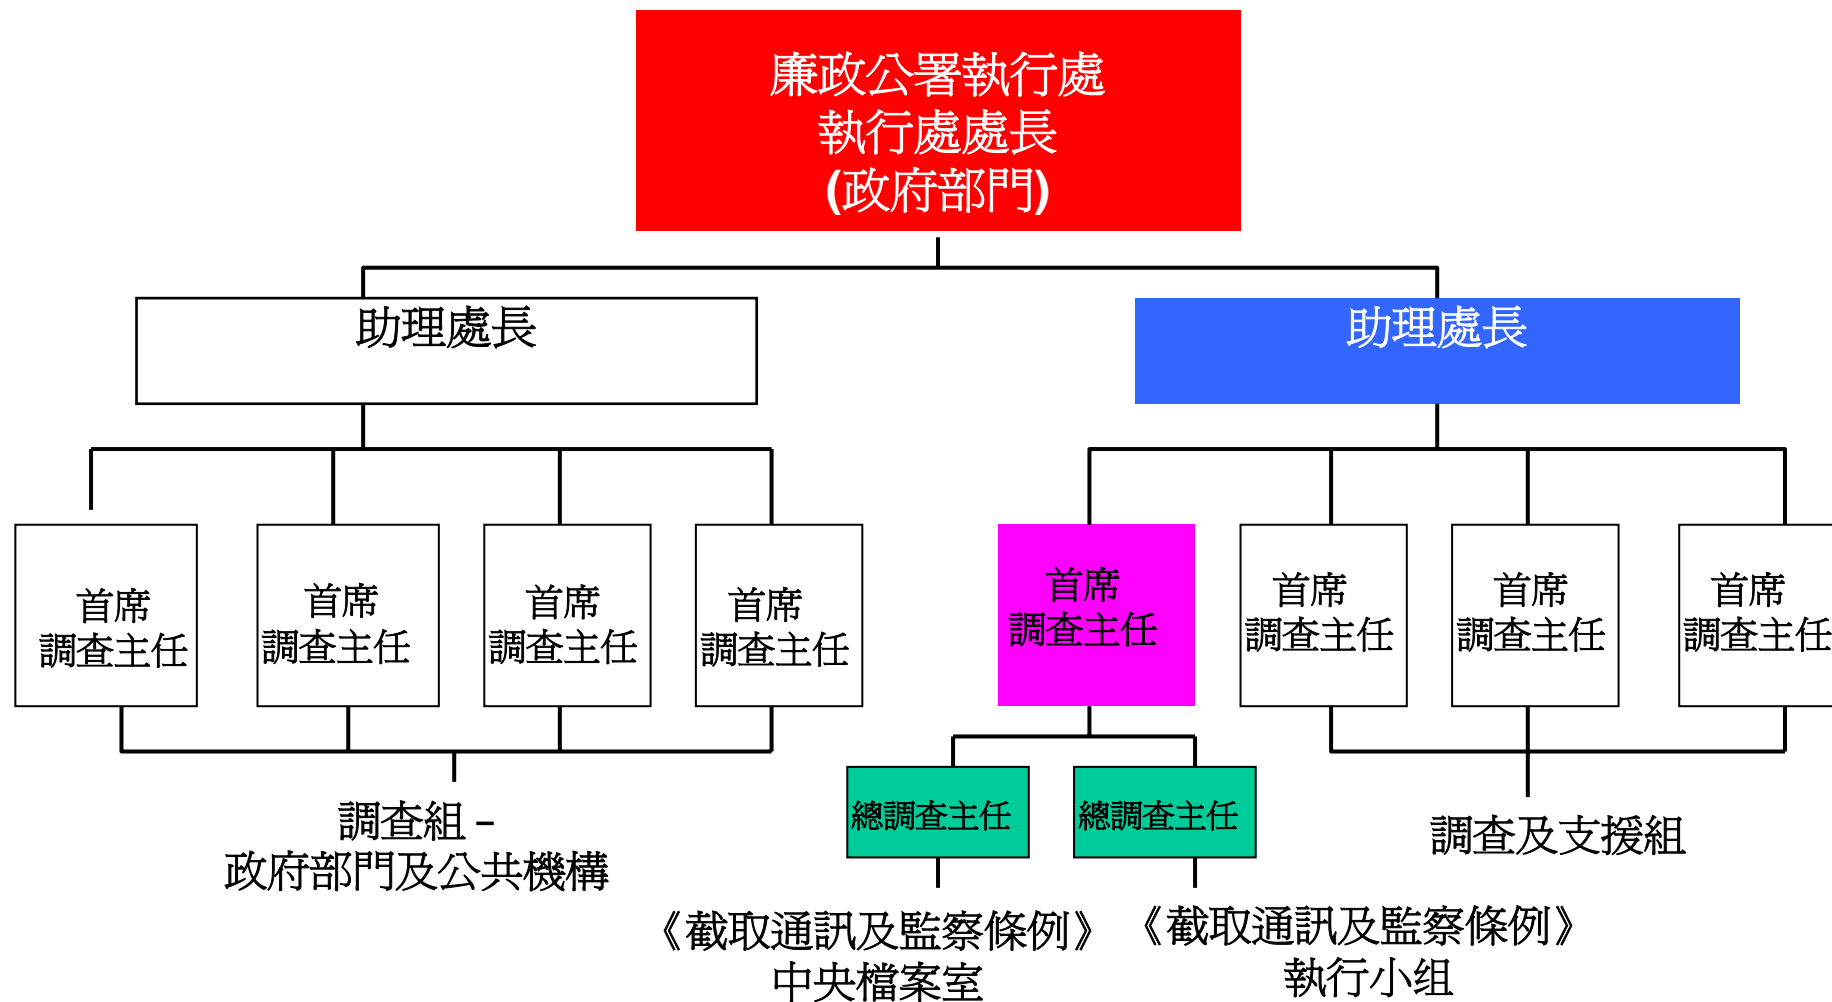 廉政公署執行處
執行處處長
(政府部門)
助理處長
助理處長
首席
調查主任
首席
調查主任
首席
調查主任
首席
調查主任
首席
調查主任
首席
調查主任
首席
調查主任
首席
調查主任
總調查主任
總調查主任
調查組 –
政府部門及公共機構
《截取通訊及監察條例》
中央檔案室
《截取通訊及監察條例》
執行小组
調查及支援組